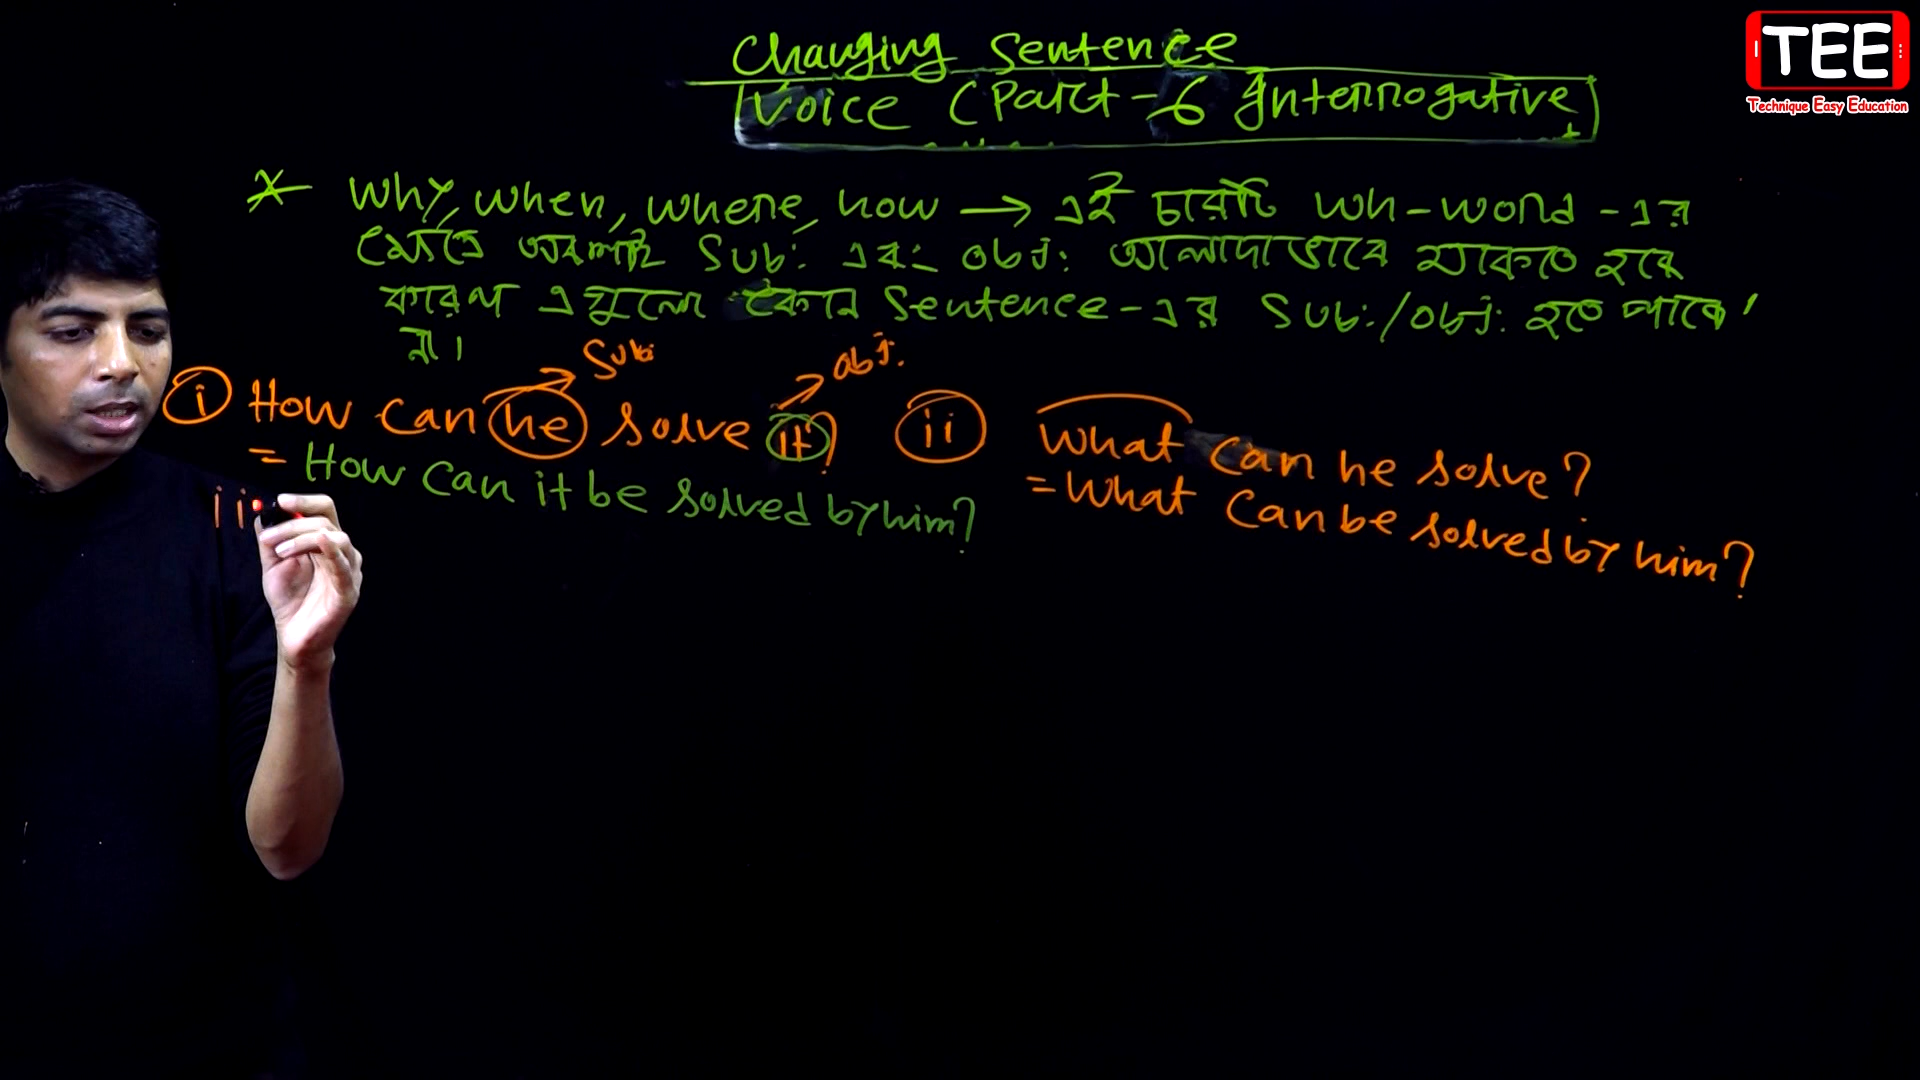 Changing Sentence
Voice (Part-6 Interrogative)
TEE
Technique Easy Education
* Why, when, where, how → এই চারটি wh-word-এর
ক্ষেত্রে অবশ্যই Sub: এবং obj: আলাদাভাবে থাকতে হবে
কারণ এগুলো কোন Sentence-এর Sub:/obj: হতে পারে
না।
Sub: obj.
i How can he solve it?
= How can it be solved by him?
ii What can he solve?
= What can be solved by him?
ii